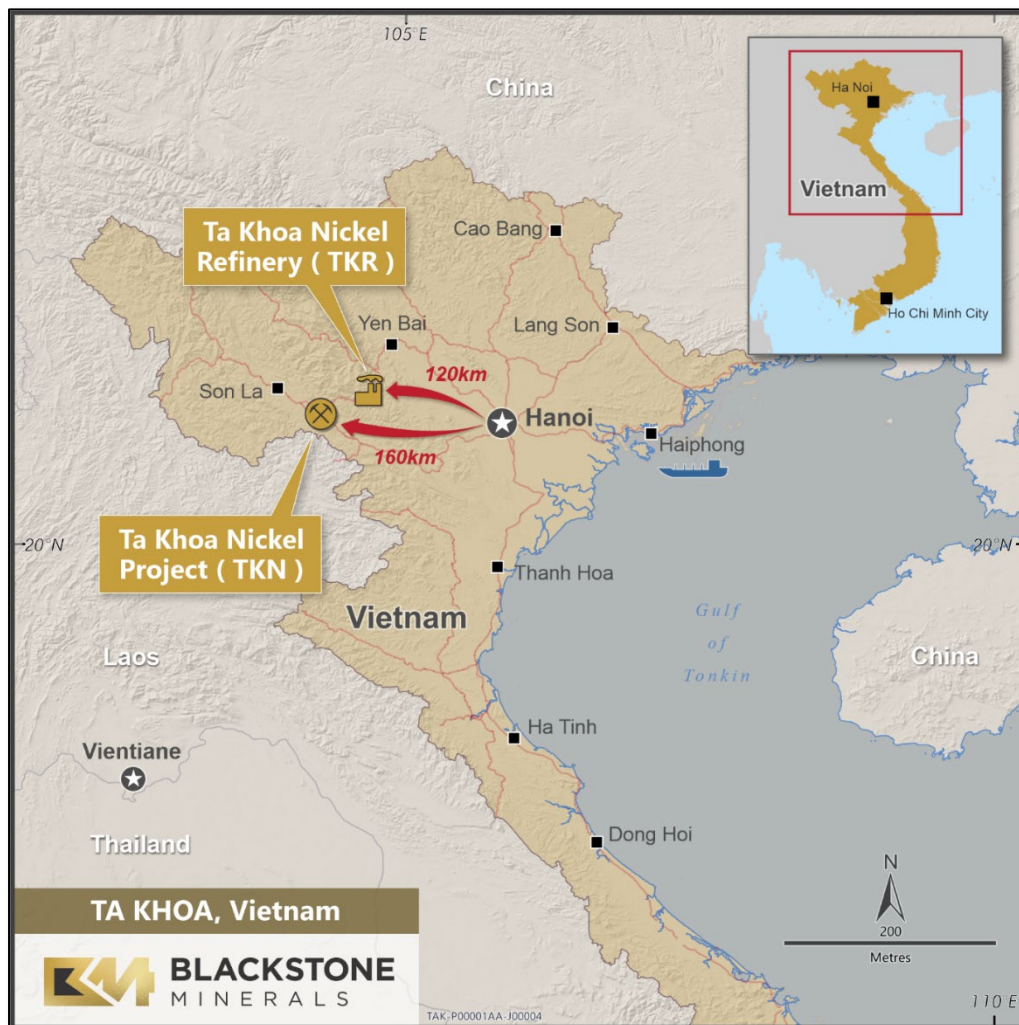 105°E
China
Ha Noi
Vietnam
Ho Chi Minh City
Ta Khoa Nickel
Refinery ( TKR )
Cao Bang
Yen Bai
Lang Son
Son La
120km
Hanoi
160km
Haiphong
Ta Khoa Nickel
Project ( TKN )
20°N
20°N
Thanh Hoa
Vietnam
Gulf
of
Tonkin
Laos
China
Ha Tinh
Vientiane
Thailand
Dong Hoi
N
200
Metres
TA KHOA, Vietnam
BLACKSTONE
MINERALS
TAK-P00001AA-J00004
110°E